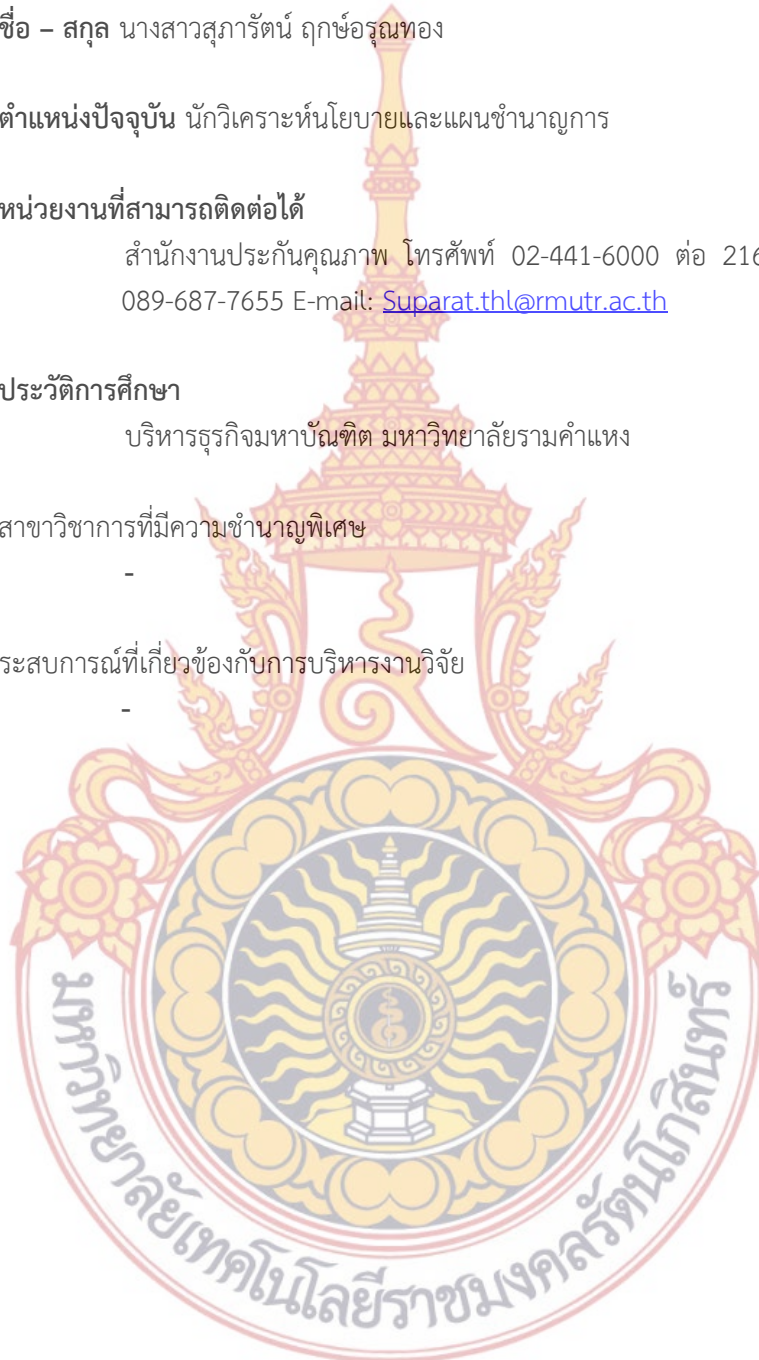 ชื่อ – สกุล นางสาวสุภารัตน์ ฤกษ์อรุณทอง
ตำแหน่งปัจจุบัน นักวิเคราะห์นโยบายและแผนชำนาญการ
หน่วยงานที่สามารถติดต่อได้
สำนักงานประกันคุณภาพ โทรศัพท์ 02-441-6000 ต่อ 216
089-687-7655 E-mail: Suparat.thl@rmutr.ac.th
ประวัติการศึกษา
บริหารธุรกิจมหาบัณฑิต มหาวิทยาลัยรามคำแหง
สาขาวิชาการที่มีความชำนาญพิเศษ
-
ระสบการณ์ที่เกี่ยวข้องกับการบริหารงานวิจัย
-
มหาวิทยาลัยเทคโนโลยีราชมงคลรัตนโกสินทร์